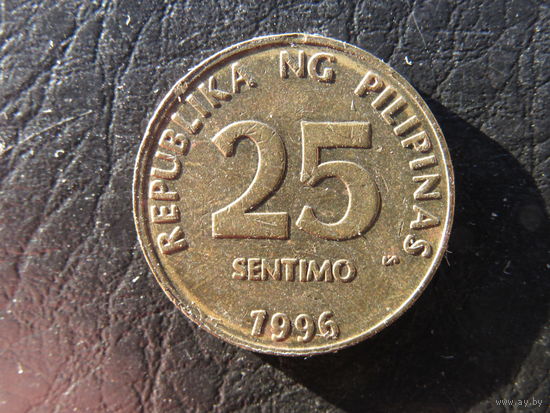 REPUBLIKA NG PILIPINAS
25
SENTIMO
1996
www.ay.by